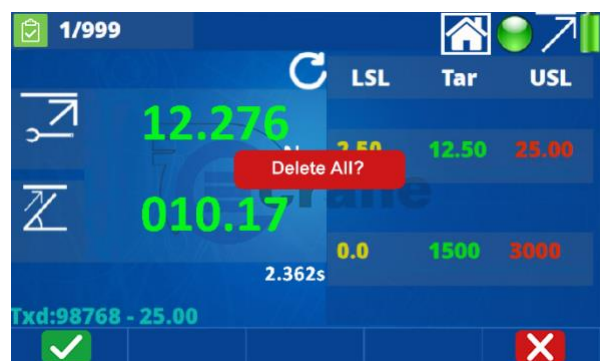 1/999
LSL Tar USL
12.276
2.50 12.50 25.00
Delete All?
Crane
010.17
0.0 1500 3000
2.362s
Txd:98768 - 25.00